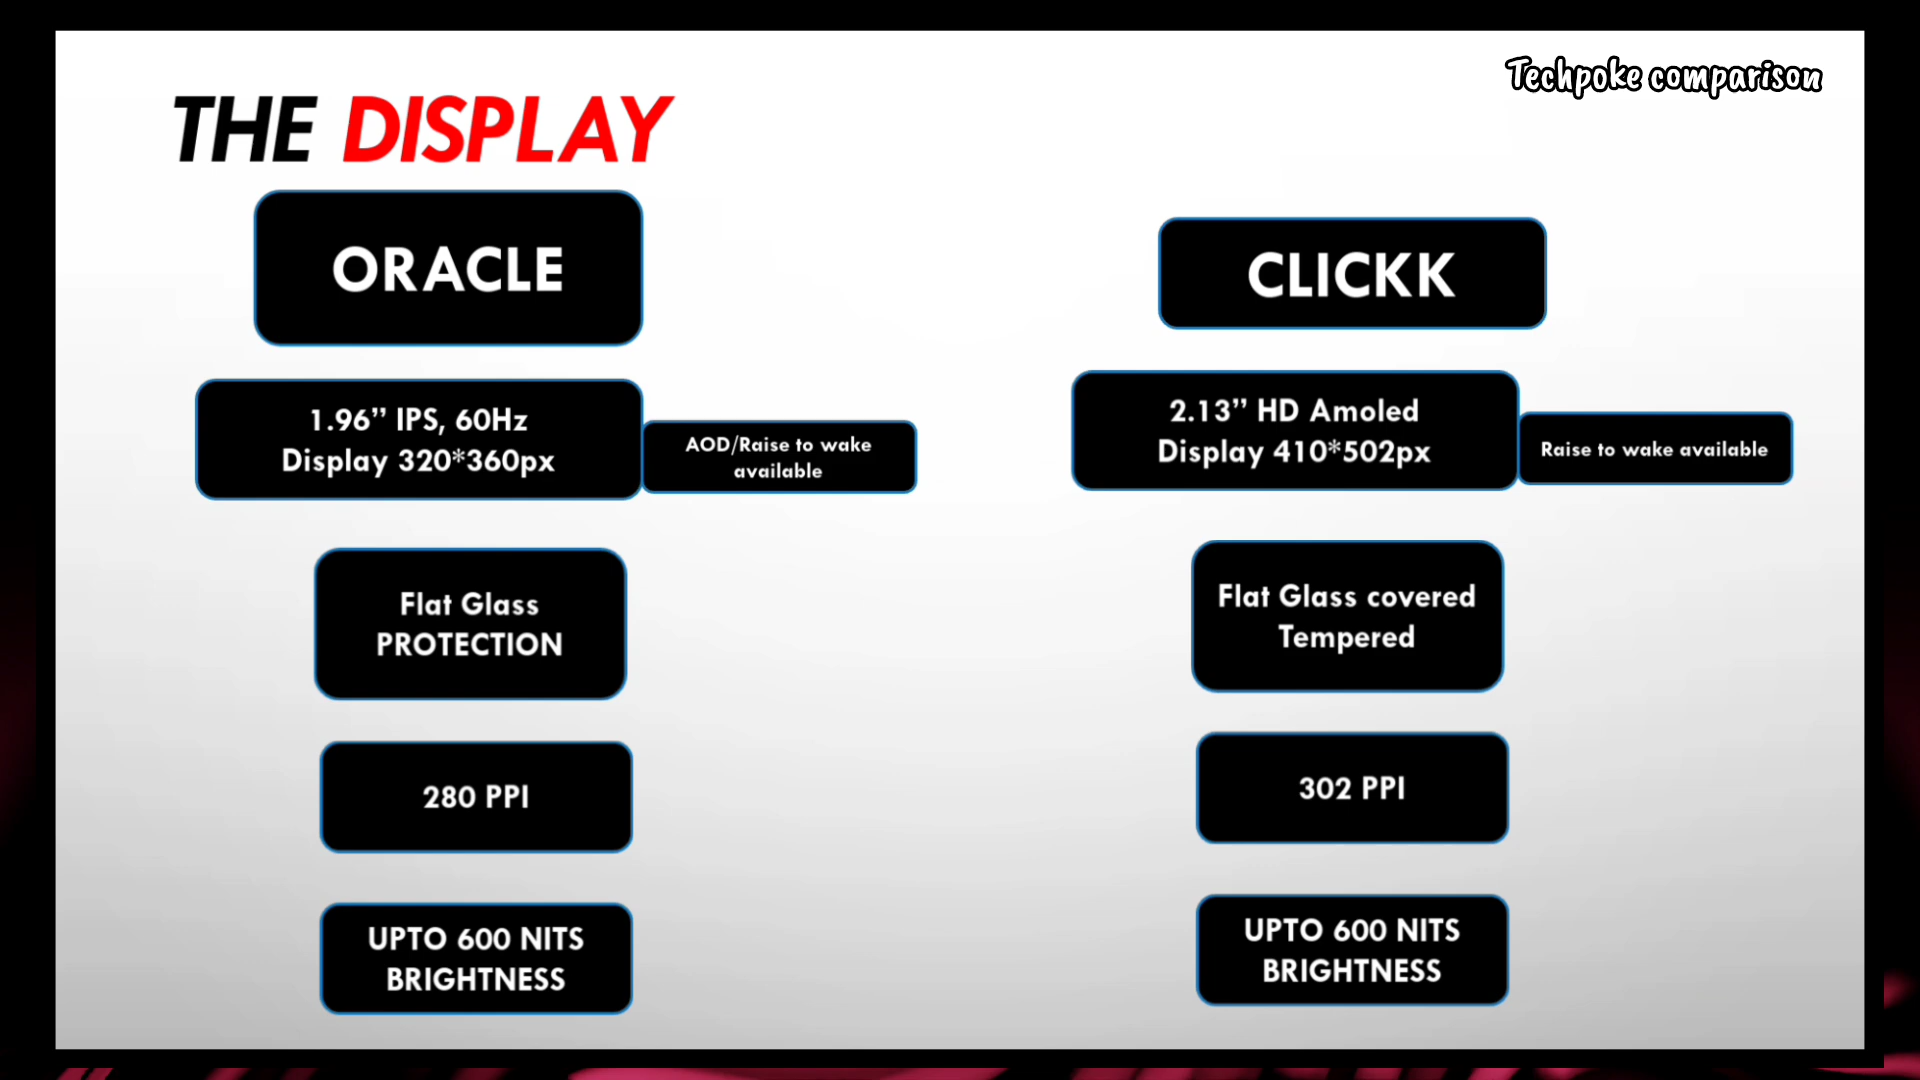 Techpoke comparison
THE DISPLAY
ORACLE
1.96” IPS, 60Hz
Display 320*360px
AOD/Raise to wake
available
Flat Glass
PROTECTION
280 PPI
UPTO 600 NITS
BRIGHTNESS
CLICKK
2.13” HD Amoled
Display 410*502px
Raise to wake available
Flat Glass covered
Tempered
302 PPI
UPTO 600 NITS
BRIGHTNESS